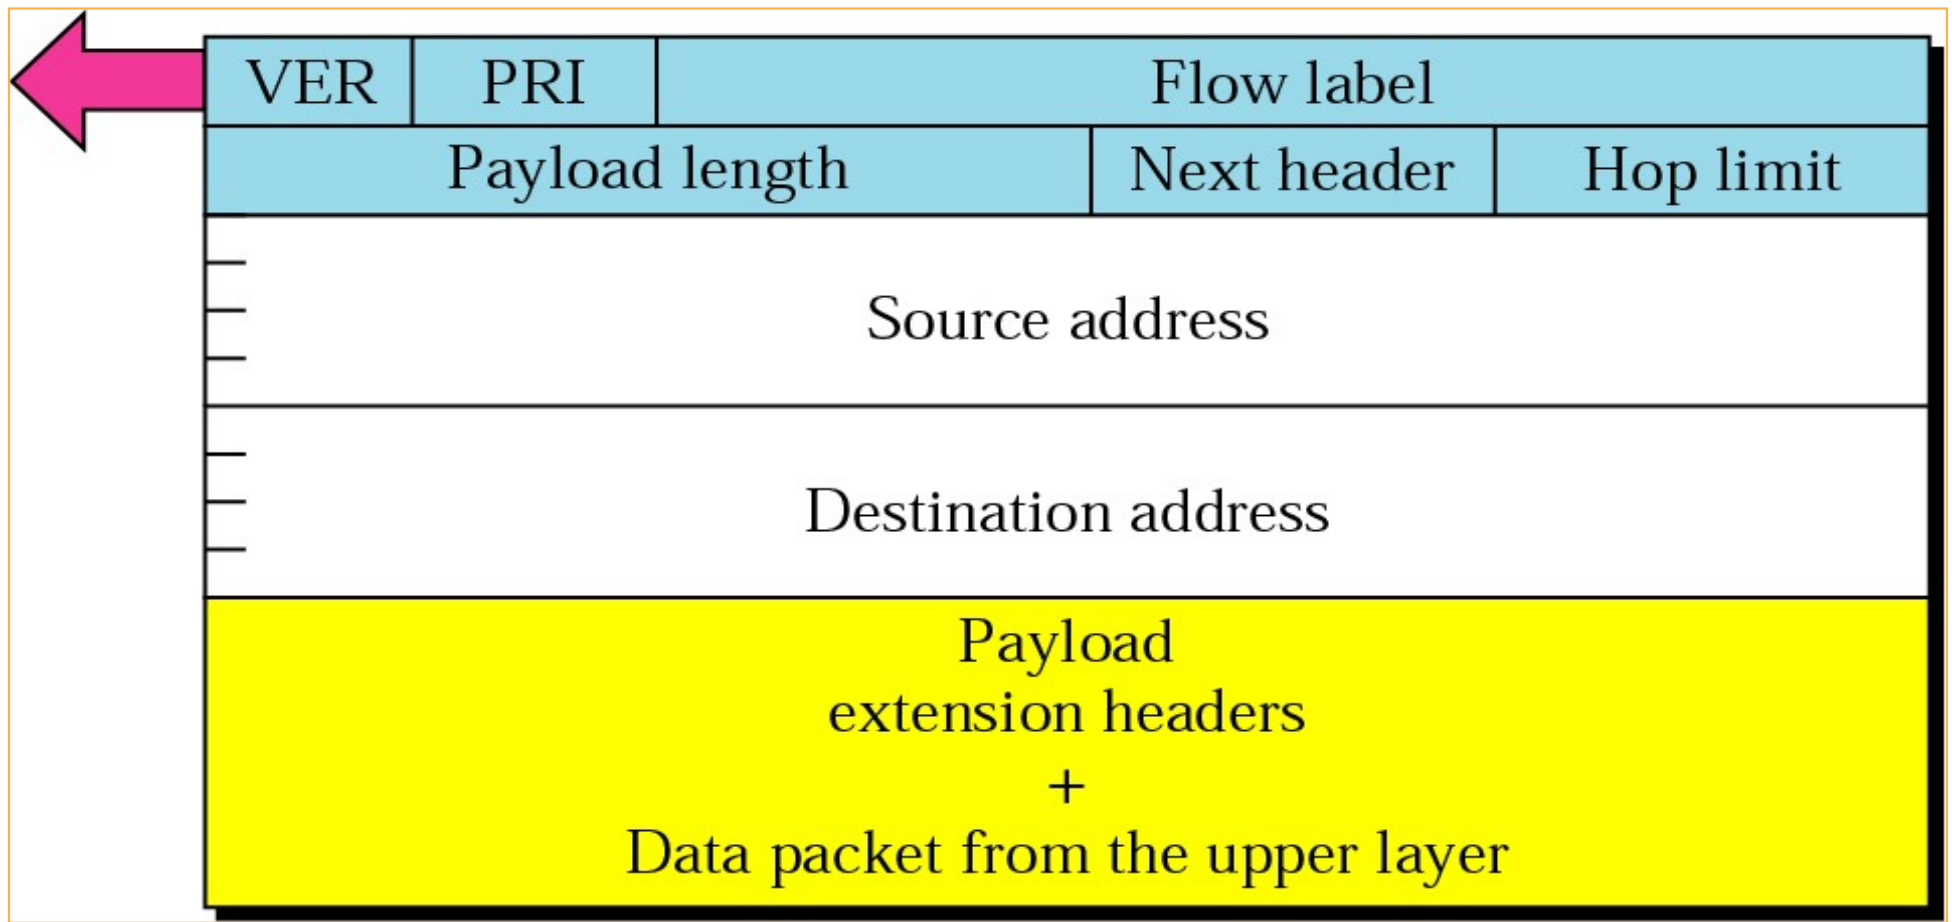 VER PRI Flow label
Payload length Next header Hop limit
Source address
Destination address
Payload
extension headers
+
Data packet from the upper layer